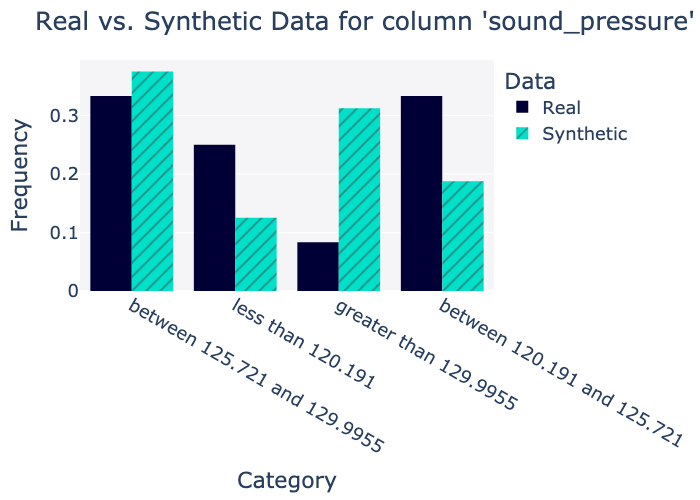 Real vs. Synthetic Data for column 'sound_pressure'
Data
Real
Synthetic
Frequency
0.3
0.2
0.1
0
between 125.721 and 129.9955
less than 120.191
greater than 129.9955
between 120.191 and 125.721
Category